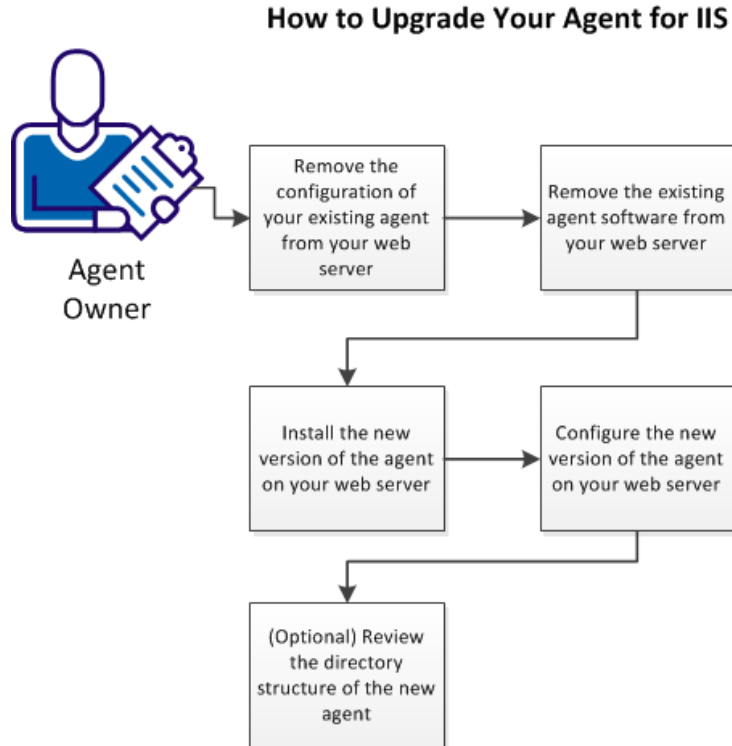 How to Upgrade Your Agent for IIS
Agent
Owner
Remove the
configuration of
your existing agent
from your web
server
Remove the existing
agent software from
your web server
Install the new
version of the agent
on your web server
Configure the new
version of the agent
on your web server
(Optional) Review
the directory
structure of the new
agent